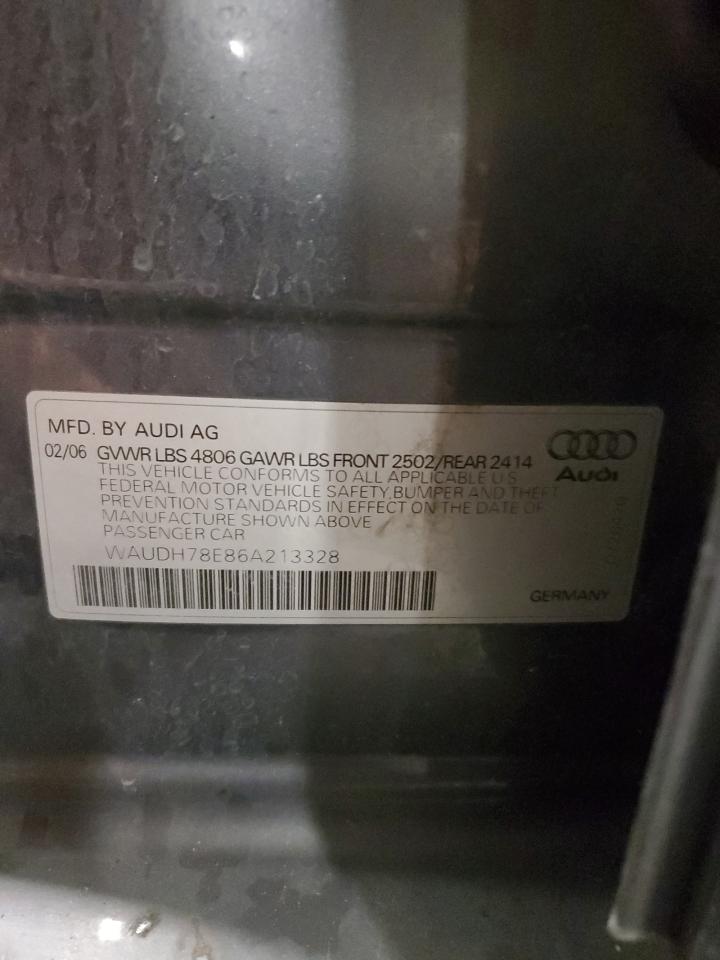 MFD. BY AUDI AG
02/06 GVWR LBS 4806 GAWR LBS FRONT 2502/REAR 2414
THIS VEHICLE CONFORMS TO ALL APPLICABLE U S
FEDERAL MOTOR VEHICLE SAFETY,BUMPER AND THEFT
PREVENTION STANDARDS IN EFFECT ON THE DATE OF
MANUFACTURE SHOWN ABOVE
PASSENGER CAR
WAUDH78E86A213328
Audi
GERMANY